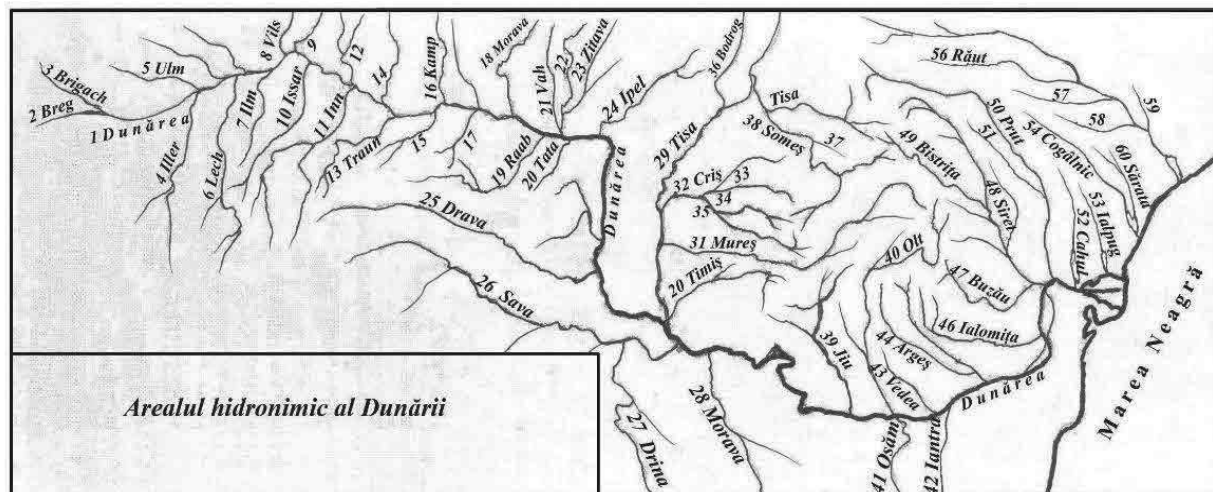 3 Brigach
2 Breg
1 Dunărea
5 Ulm
4 Iller
6 Lech
7 Ilm
8 Vils
9
10 Issar
11 Inn
12
13 Traun
14
15
16 Kamp
17
18 Morava
19 Raab
20 Tata
21 Vah
22
23 Zitava
24 Ipel
Dunărea
25 Drava
26 Sava
27 Drina
28 Morava
29 Tisa
36 Bodrog
Tisa
38 Someș
37
32 Criș
33
34
35
31 Mureș
20 Timiș
49 Bistrița
48 Siret
50 Prut
51
56 Răut
57
58
59
54 Cogâlnic
60 Sărata
53 Ialpug
52 Cahul
40 Olt
47 Buzău
46 Ialomița
44 Argeș
43 Vedea
39 Jiu
Dunărea
41 Osăm
42 Iantra
Marea Neagră
Arealul hidronimic al Dunării